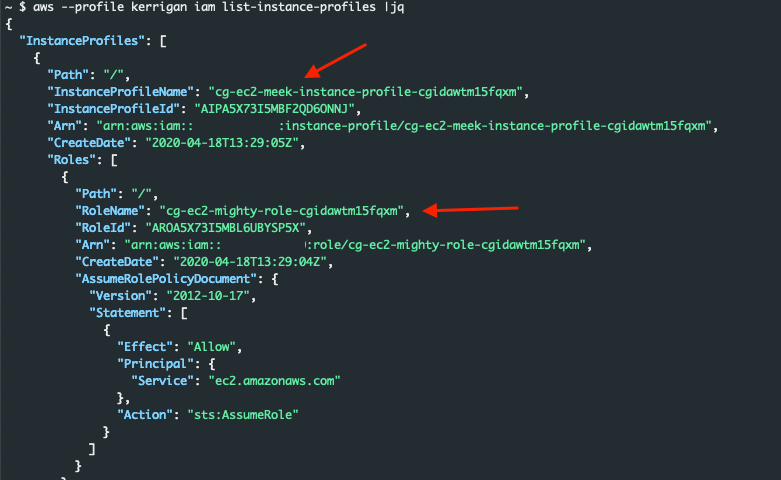 ~ $ aws --profile kerrigan iam list-instance-profiles |jq
{
  "InstanceProfiles": [
    {
      "Path": "/",
      "InstanceProfileName": "cg-ec2-meek-instance-profile-cgidawtm15fqxm",
      "InstanceProfileId": "AIPA5X73I5MBF2QD6ONNJ",
      "Arn": "arn:aws:iam::            :instance-profile/cg-ec2-meek-instance-profile-cgidawtm15fqxm",
      "CreateDate": "2020-04-18T13:29:05Z",
      "Roles": [
        {
          "Path": "/",
          "RoleName": "cg-ec2-mighty-role-cgidawtm15fqxm",
          "RoleId": "AROA5X73I5MBL6UBYSP5X",
          "Arn": "arn:aws:iam::            :role/cg-ec2-mighty-role-cgidawtm15fqxm",
          "CreateDate": "2020-04-18T13:29:04Z",
          "AssumeRolePolicyDocument": {
            "Version": "2012-10-17",
            "Statement": [
              {
                "Effect": "Allow",
                "Principal": {
                  "Service": "ec2.amazonaws.com"
                },
                "Action": "sts:AssumeRole"
              }
            ]
          }